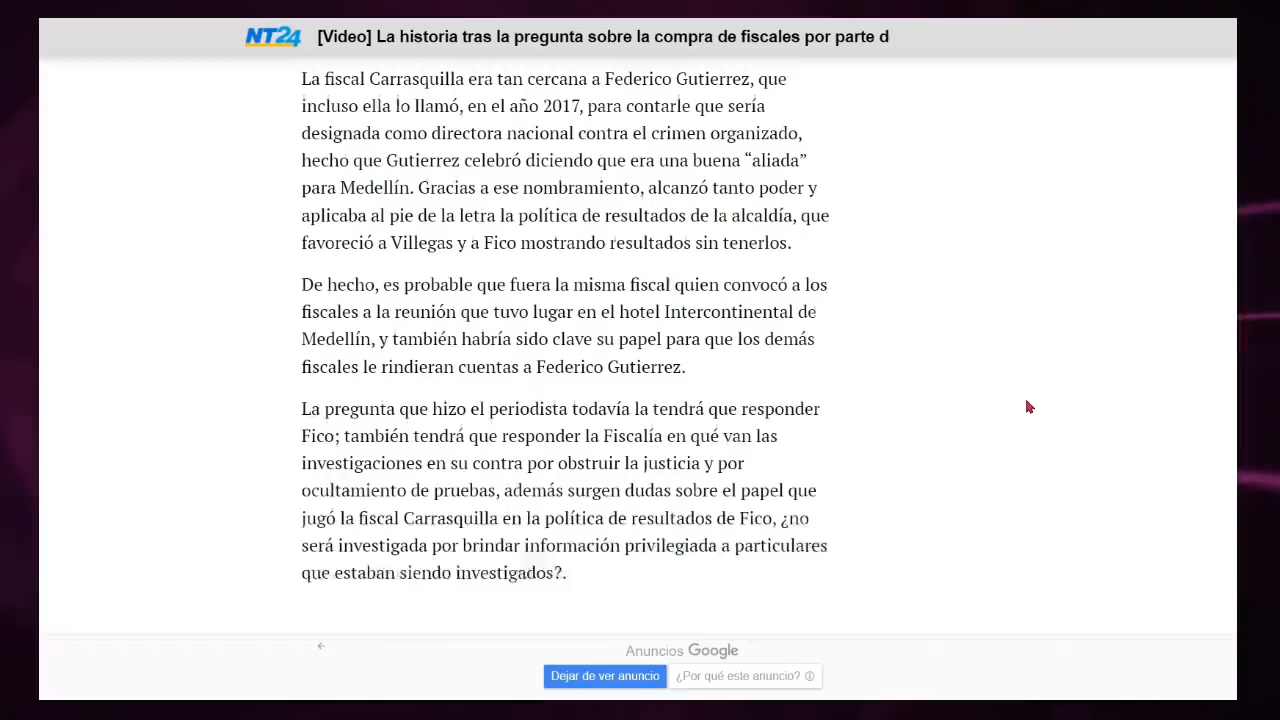 NT24 [Video] La historia tras la pregunta sobre la compra de fiscales por parte d
La fiscal Carrasquilla era tan cercana a Federico Gutierrez, que
incluso ella lo llamó, en el año 2017, para contarle que sería
designada como directora nacional contra el crimen organizado,
hecho que Gutierrez celebró diciendo que era una buena “aliada”
para Medellín. Gracias a ese nombramiento, alcanzó tanto poder y
aplicaba al pie de la letra la política de resultados de la alcaldía, que
favoreció a Villegas y a Fico mostrando resultados sin tenerlos.
De hecho, es probable que fuera la misma fiscal quien convocó a los
fiscales a la reunión que tuvo lugar en el hotel Intercontinental de
Medellín, y también habría sido clave su papel para que los demás
fiscales le rindieran cuentas a Federico Gutierrez.
La pregunta que hizo el periodista todavía la tendrá que responder
Fico; también tendrá que responder la Fiscalía en qué van las
investigaciones en su contra por obstruir la justicia y por
ocultamiento de pruebas, además surgen dudas sobre el papel que
jugó la fiscal Carrasquilla en la política de resultados de Fico, ¿no
será investigada por brindar información privilegiada a particulares
que estaban siendo investigados?.
Anuncios Google
Dejar de ver anuncio ¿Por qué este anuncio?